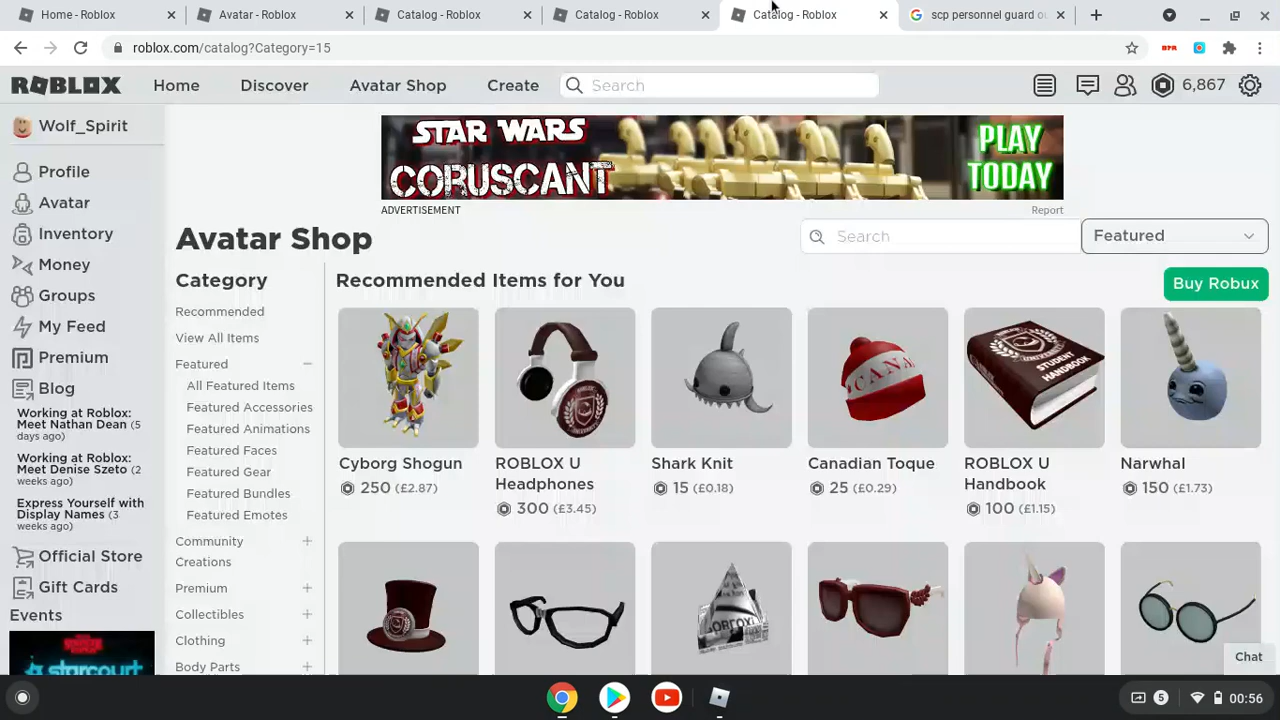 Home - Roblox
Avatar - Roblox
Catalog - Roblox
Catalog - Roblox
Catalog - Roblox
scp personnel guard
roblox.com/catalog?Category=15
ROBLOX
Home
Discover
Avatar Shop
Create
Search
6,867
Wolf_Spirit
Profile
Avatar
Inventory
Money
Groups
My Feed
Premium
Blog
Working at Roblox:
Meet Nathan Dean (5
days ago)
Working at Roblox:
Meet Denise Szeto (2
weeks ago)
Express Yourself with
Display Names (3
weeks ago)
Official Store
Gift Cards
Events
starcourt
STAR WARS
CORUSCANT
PLAY
TODAY
ADVERTISEMENT
Report
Avatar Shop
Search
Featured
Category
Recommended
View All Items
Featured
All Featured Items
Featured Accessories
Featured Animations
Featured Faces
Featured Gear
Featured Bundles
Featured Emotes
Community
Creations
Premium
Collectibles
Clothing
Body Parts
Recommended Items for You
Buy Robux
STUDENT
HANDBOOK
Cyborg Shogun
250 (£2.87)
ROBLOX U
Headphones
300 (£3.45)
Shark Knit
15 (£0.18)
Canadian Toque
25 (£0.29)
ROBLOX U
Handbook
100 (£1.15)
Narwhal
150 (£1.73)
Chat
5
00:56